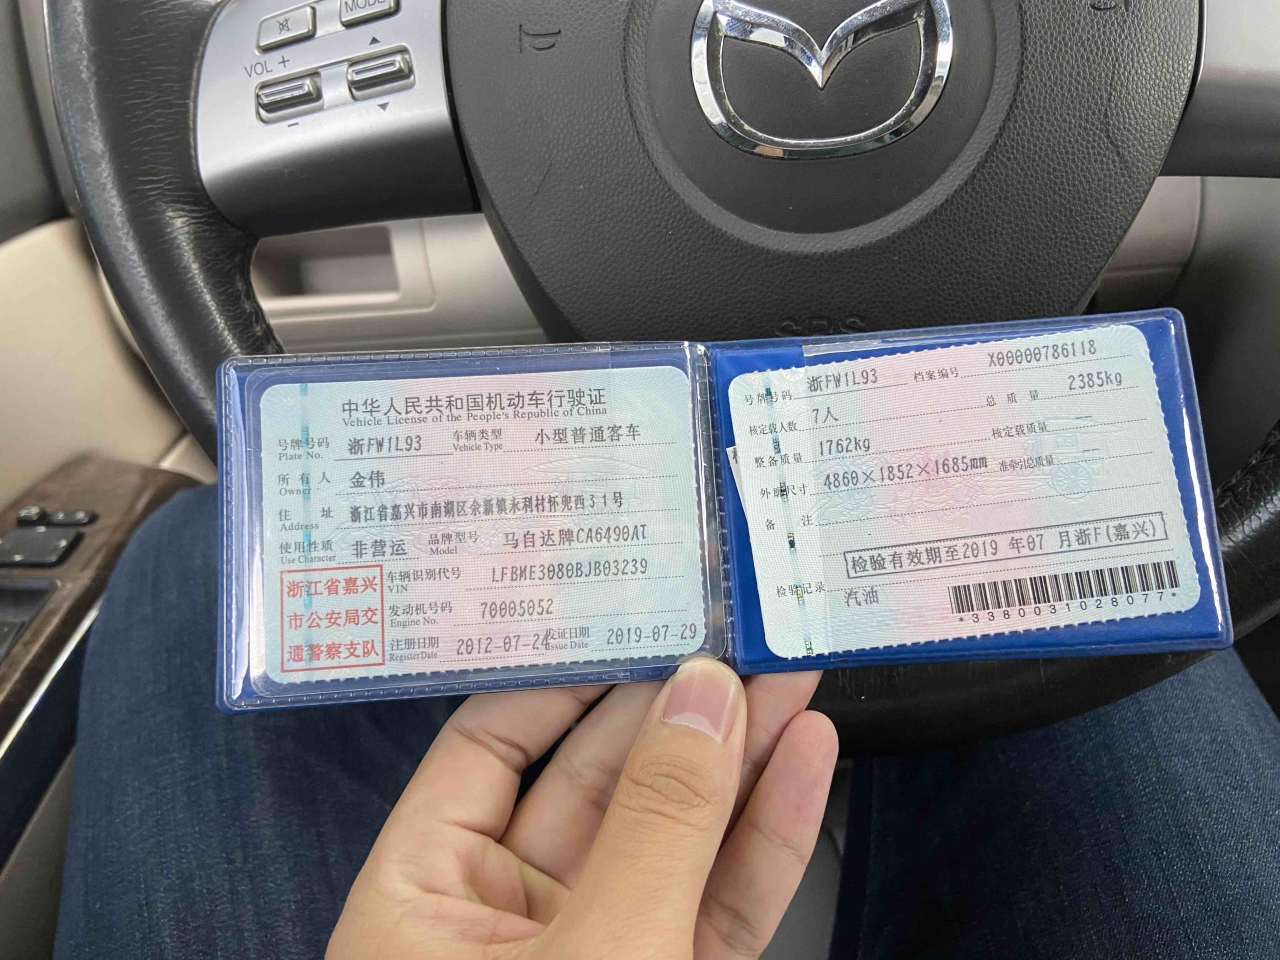 MODE
VOL +
−
SRS
中华人民共和国机动车行驶证
Vehicle License of the People's Republic of China
号牌号码 浙FW1L93 车辆类型 小型普通客车
Plate No. Vehicle Type
所有人 金伟
Owner
住址 浙江省嘉兴市南湖区余新镇永利村怀兜西31号
Address
使用性质 非营运 品牌型号 马自达牌CA6490AT
Use Character Model
浙江省嘉兴
市公安局交
通警察支队
车辆识别代号 LFBME3080BJB03239
VIN
发动机号码 70005052
Engine No.
注册日期 2012-07-24 发证日期 2019-07-29
Register Date Issue Date
号牌号码 浙FW1L93 档案编号 X00000786118
核定载人数 7人 总质量 2385kg
整备质量 1762kg 核定载质量 --
外廓尺寸 4860×1852×1685mm 准牵引总质量 --
备注
检验有效期至2019 年07 月浙F(嘉兴)
检验记录
汽油
*3380031028077*